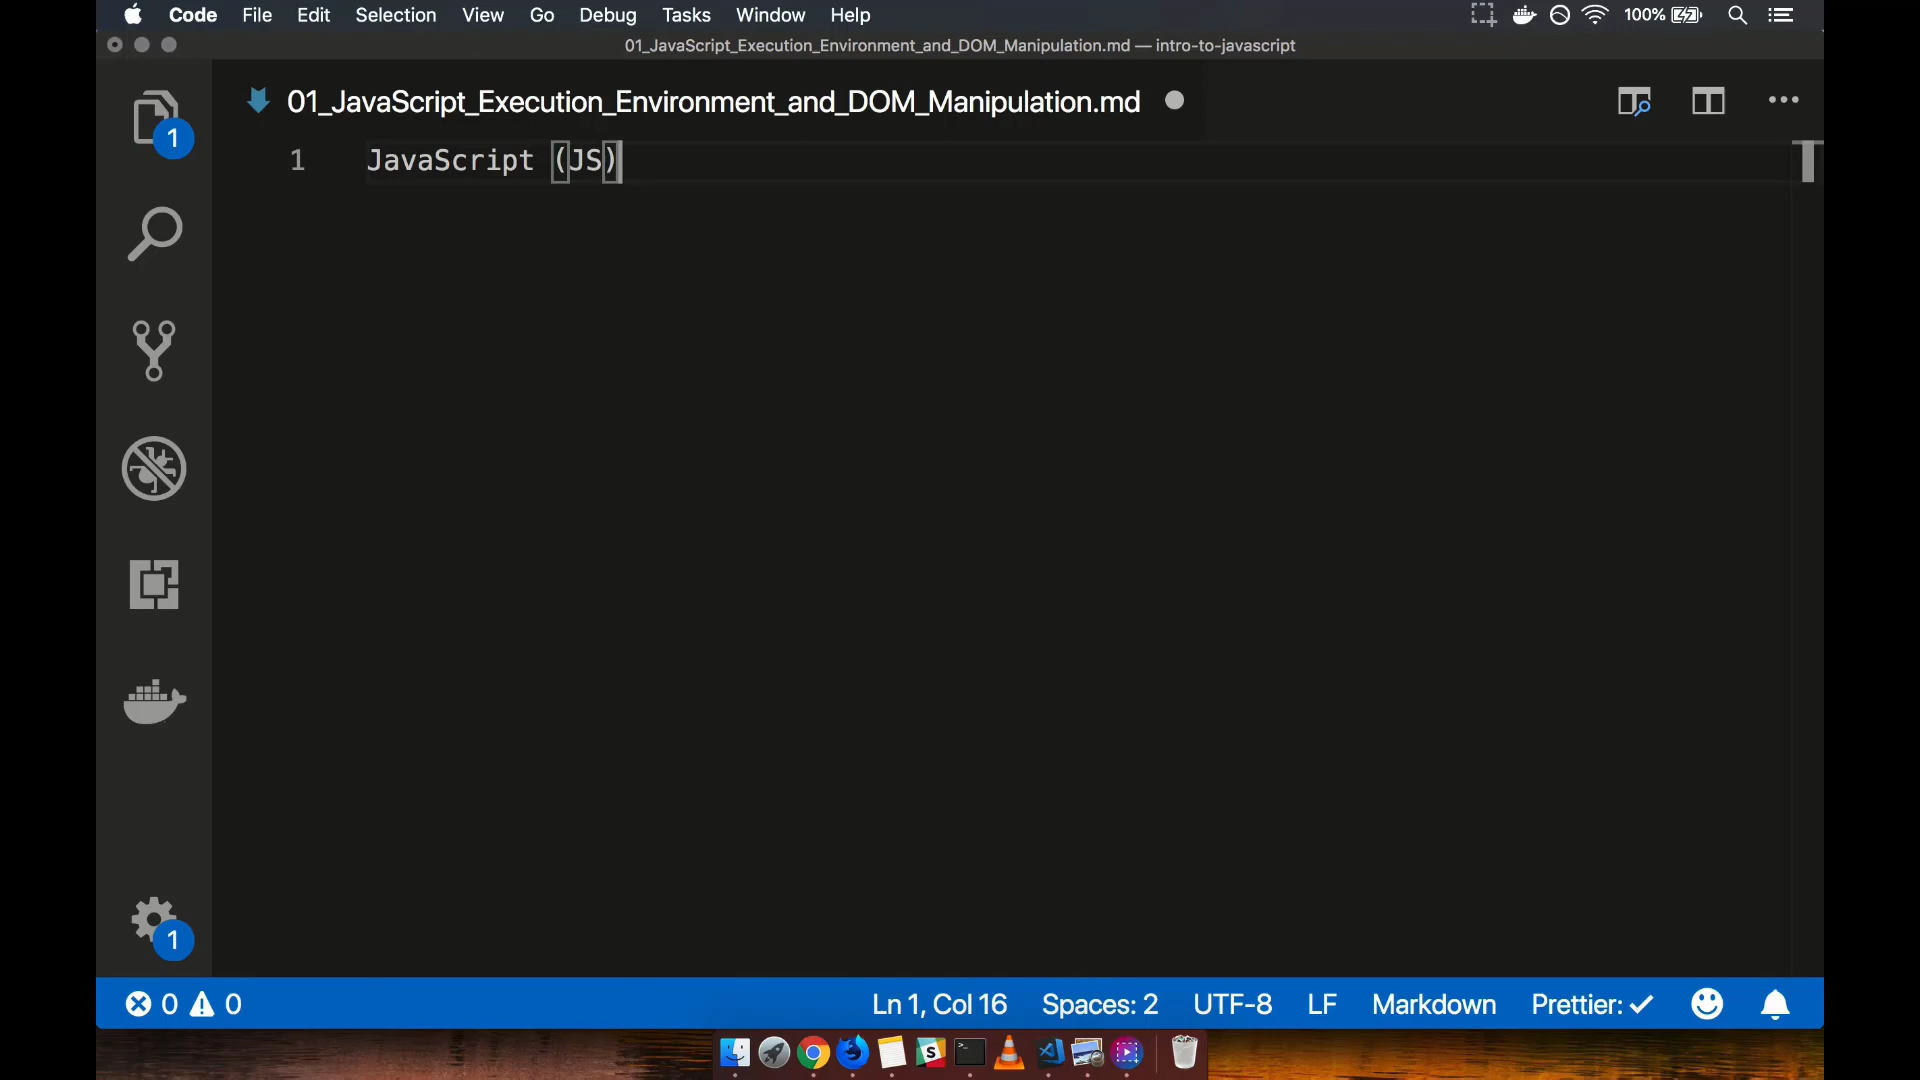 Code File Edit Selection View Go Debug Tasks Window Help 100%
01_JavaScript_Execution_Environment_and_DOM_Manipulation.md — intro-to-javascript
01_JavaScript_Execution_Environment_and_DOM_Manipulation.md
1
1 JavaScript (JS)
1
0 0 Ln 1, Col 16 Spaces: 2 UTF-8 LF Markdown Prettier: ✓
S >_